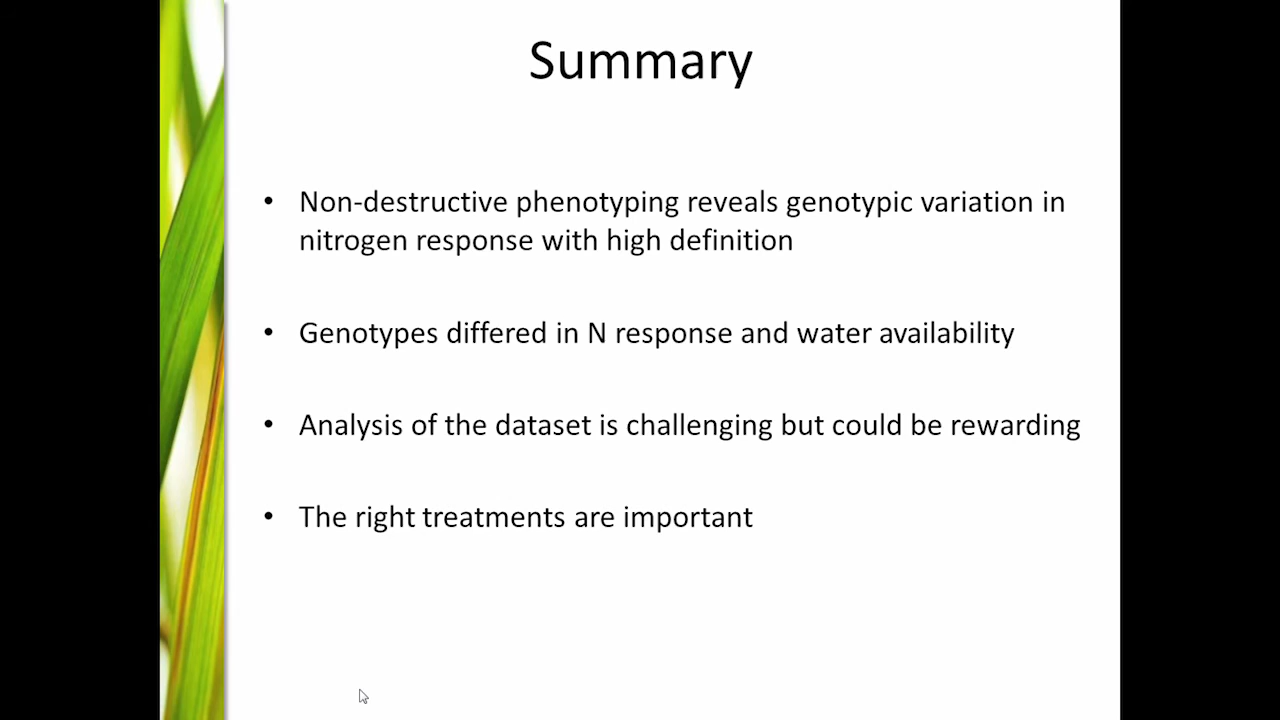 Summary
• Non-destructive phenotyping reveals genotypic variation in
nitrogen response with high definition
• Genotypes differed in N response and water availability
• Analysis of the dataset is challenging but could be rewarding
• The right treatments are important